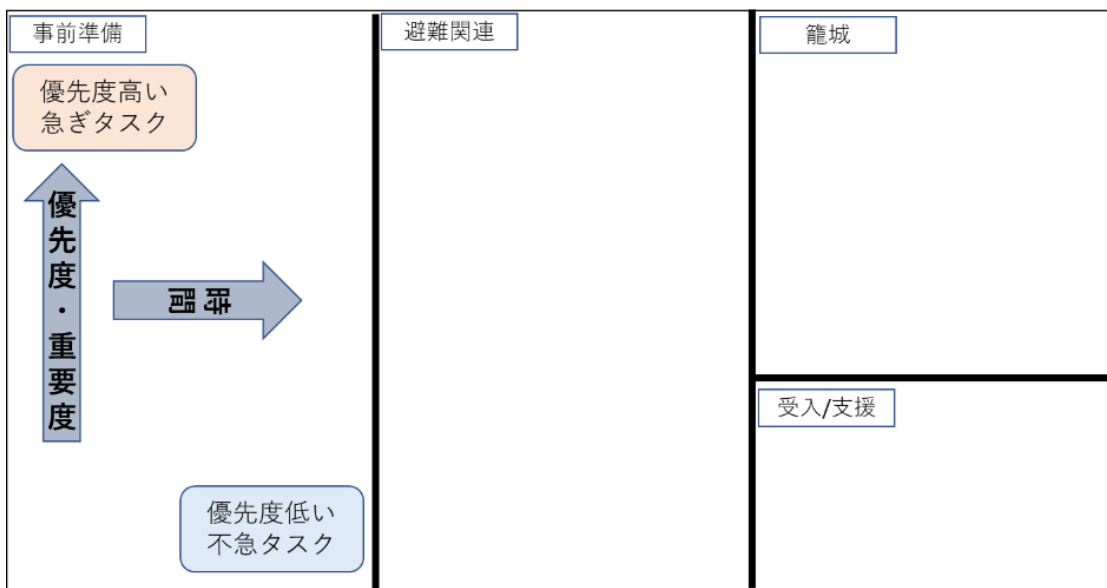 事前準備
避難関連
籠城
優先度高い
急ぎタスク
優先度・重要度
時間
受入/支援
優先度低い
不急タスク